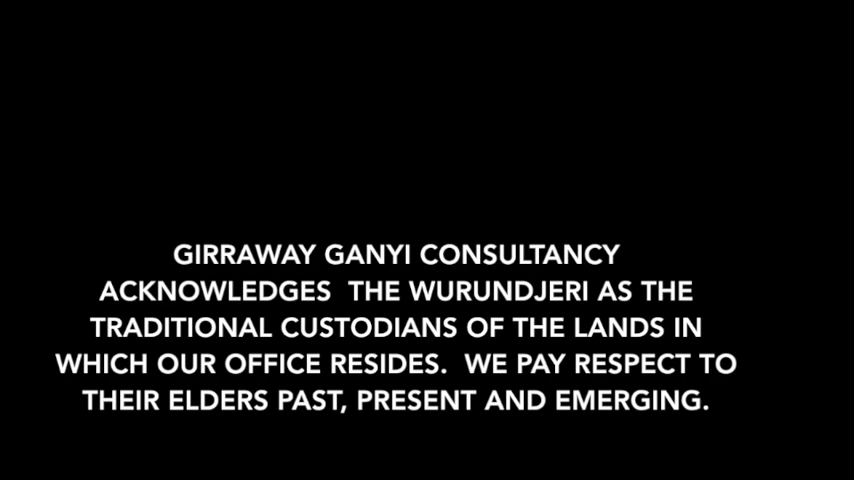 GIRRAWAY GANYI CONSULTANCY
ACKNOWLEDGES  THE WURUNDJERI AS THE
TRADITIONAL CUSTODIANS OF THE LANDS IN
WHICH OUR OFFICE RESIDES.  WE PAY RESPECT TO
THEIR ELDERS PAST, PRESENT AND EMERGING.